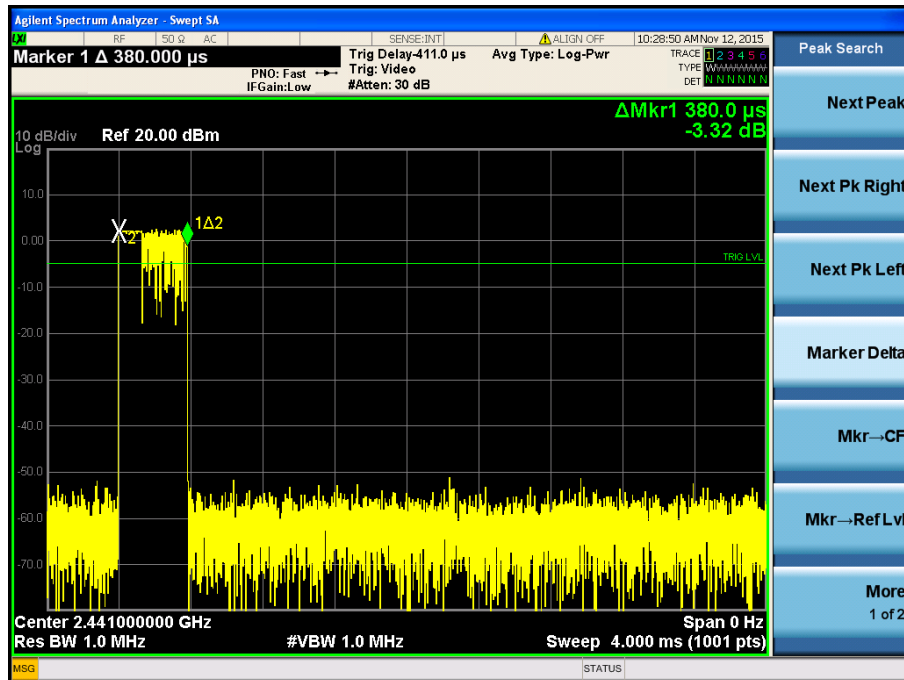 Agilent Spectrum Analyzer - Swept SA
LXI RF 50 Ω AC SENSE:INT ALIGN OFF 10:28:50 AM Nov 12, 2015
Marker 1 Δ 380.000 µs
PNO: Fast
IFGain:Low
Trig Delay-411.0 µs
Trig: Video
#Atten: 30 dB
Avg Type: Log-Pwr
TRACE 1 2 3 4 5 6
TYPE WWWWWW
DET N N N N N N
ΔMkr1 380.0 µs
-3.32 dB
10 dB/div Ref 20.00 dBm
Log
10.0
0.00
-10.0
-20.0
-30.0
-40.0
-50.0
-60.0
-70.0
X2
1Δ2
TRIG LVL
Center 2.441000000 GHz Span 0 Hz
Res BW 1.0 MHz #VBW 1.0 MHz Sweep 4.000 ms (1001 pts)
MSG STATUS
Peak Search
Next Peak
Next Pk Right
Next Pk Left
Marker Delta
Mkr→CF
Mkr→Ref Lvl
More
1 of 2